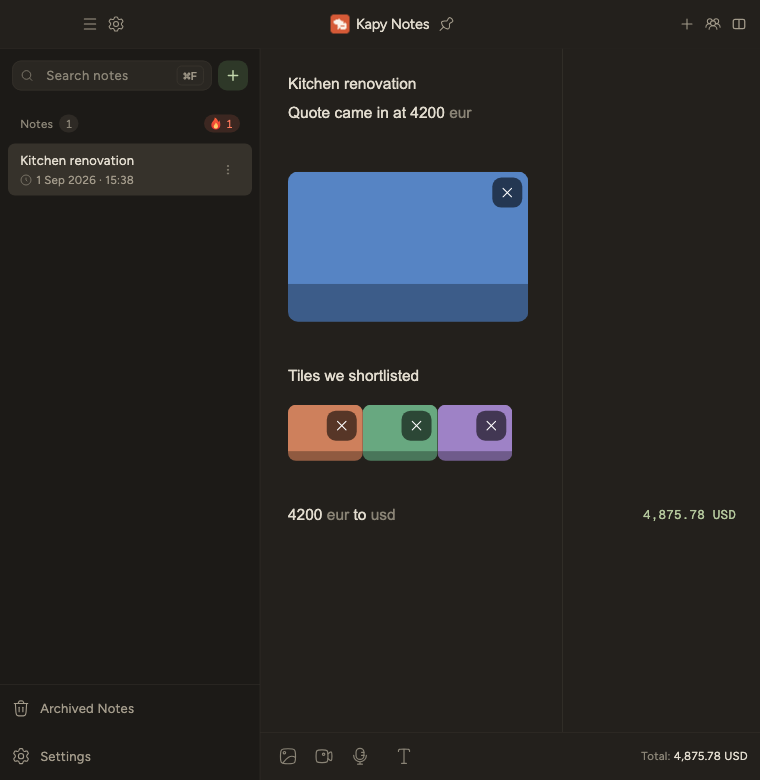 Kapy Notes
Search notes ⌘F
Notes 1
1
Kitchen renovation
1 Sep 2026 · 15:38
Kitchen renovation
Quote came in at 4200 eur
Tiles we shortlisted
4200 eur to usd
4,875.78 USD
Archived Notes
Settings
Total: 4,875.78 USD